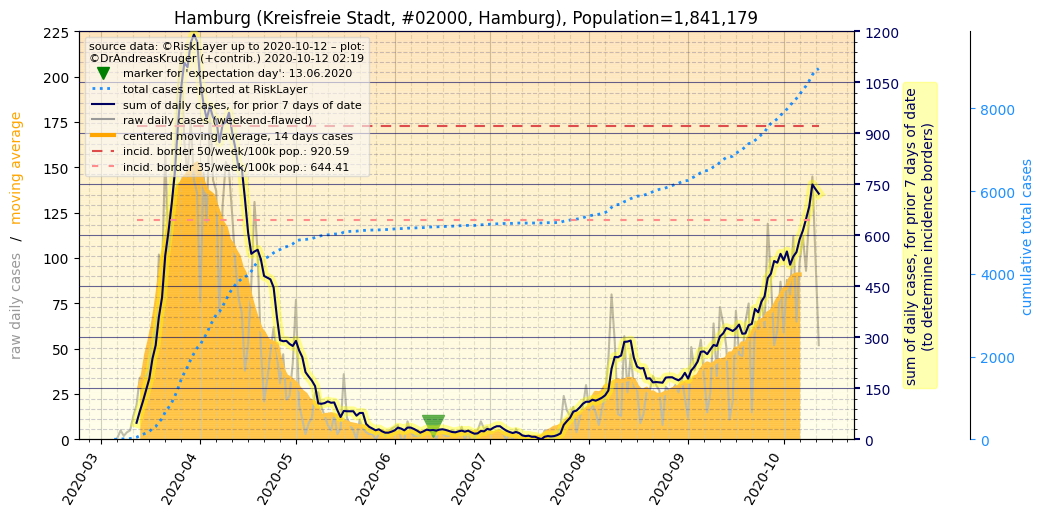 Hamburg (Kreisfreie Stadt, #02000, Hamburg), Population=1,841,179
source data: ©RiskLayer up to 2020-10-12 – plot:
©DrAndreasKruger (+contrib.) 2020-10-12 02:19
marker for 'expectation day': 13.06.2020
total cases reported at RiskLayer
sum of daily cases, for prior 7 days of date
raw daily cases (weekend-flawed)
centered moving average, 14 days cases
incid. border 50/week/100k pop.: 920.59
incid. border 35/week/100k pop.: 644.41
raw daily cases / moving average
225
200
175
150
125
100
75
50
25
0
2020-03
2020-04
2020-05
2020-06
2020-07
2020-08
2020-09
2020-10
1200
1050
900
750
600
450
300
150
0
sum of daily cases, for prior 7 days of date
(to determine incidence borders)
8000
6000
4000
2000
0
cumulative total cases